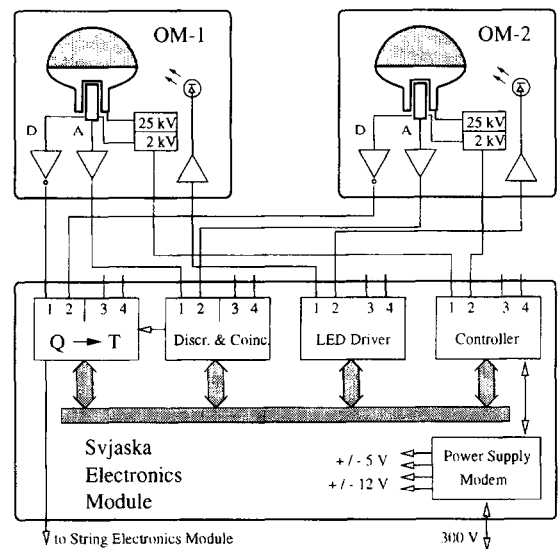 OM-1
OM-2
D
A
25 kV
2 kV
D
A
25 kV
2 kV
1 2 3 4
1 2 3 4
1 2 3 4
1 2 3 4
Q → T
Discr. & Coinc.
LED Driver
Controller
Svjaska
Electronics
Module
+ / - 5 V
+ / - 12 V
Power Supply
Modem
to String Electronics Module
300 V